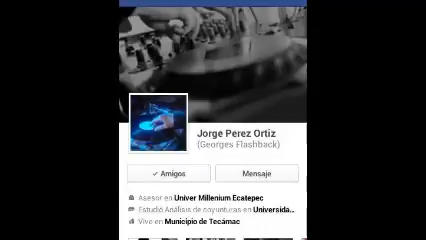 Jorge Perez Ortiz
(Georges Flashback)
✓ Amigos
Mensaje
Asesor en Univer Millenium Ecatepec
Estudió Análisis de coyunturas en Universida...
Vive en Municipio de Tecámac